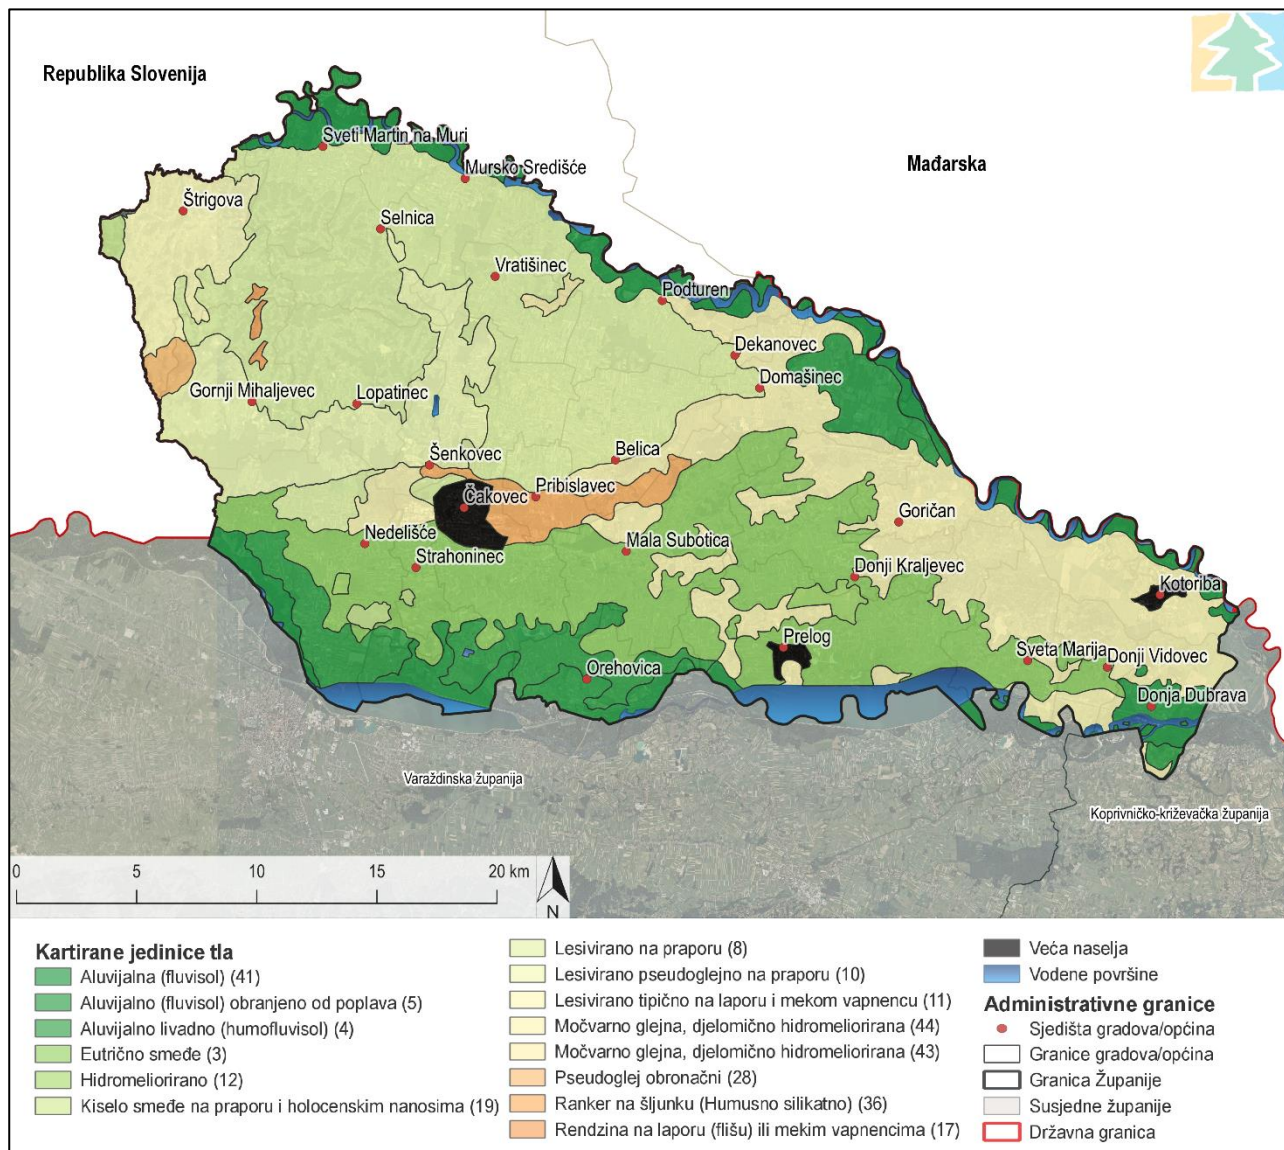 Republika Slovenija
Mađarska
Sveti Martin na Muri
Mursko Središće
Štrigova
Selnica
Vratišinec
Podturen
Dekanovec
Domašinec
Gornji Mihaljevec
Lopatinec
Šenkovec
Belica
Pribislavec
Čakovec
Goričan
Nedelišće
Strahoninec
Mala Subotica
Donji Kraljevec
Kotoriba
Prelog
Sveta Marija
Donji Vidovec
Orehovica
Donja Dubrava
Varaždinska županija
Koprivničko-križevačka županija
0 5 10 15 20 km
N
Kartirane jedinice tla
Aluvijalna (fluvisol) (41)
Aluvijalno (fluvisol) obranjeno od poplava (5)
Aluvijalno livadno (humofluvisol) (4)
Eutrično smeđe (3)
Hidromeliorirano (12)
Kiselo smeđe na praporu i holocenskim nanosima (19)
Lesivirano na praporu (8)
Lesivirano pseudoglejno na praporu (10)
Lesivirano tipično na laporu i mekom vapnencu (11)
Močvarno glejna, djelomično hidromeliorirana (44)
Močvarno glejna, djelomično hidromeliorirana (43)
Pseudoglej obronačni (28)
Ranker na šljunku (Humusno silikatno) (36)
Rendzina na laporu (flišu) ili mekim vapnencima (17)
Veća naselja
Vodene površine
Administrativne granice
Sjedišta gradova/općina
Granice gradova/općina
Granica Županije
Susjedne županije
Državna granica